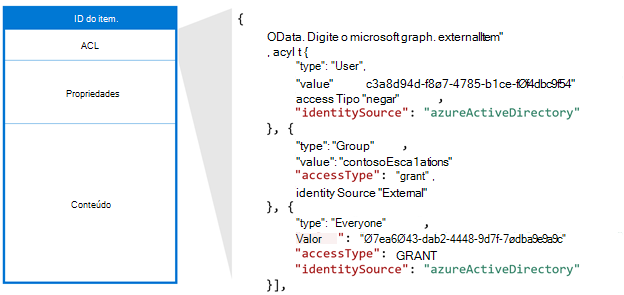 ID do item.
ACL
Propriedades
Conteúdo
{
OData. Digite o microsoft graph. externalItem"
, acyl t {
"type": "User",
"value" c3a8d94d-f8ø7-4785-b1ce-fØf4dbc9f54"
access Tipo "negar" ,
"identitySource": "azureActiveDirectory"
}, {
"type": "Group" ,
"value": "contosoEsca1ations"
"accessType": "grant" ,
identity Source "External"
}, {
"type": "Everyone" ,
Valor ": "Ø7ea6Ø43-dab2-4448-9d7f-7ødba9e9a9c"
"accessType": GRANT
"identitySource": "azureActiveDirectory"
}],